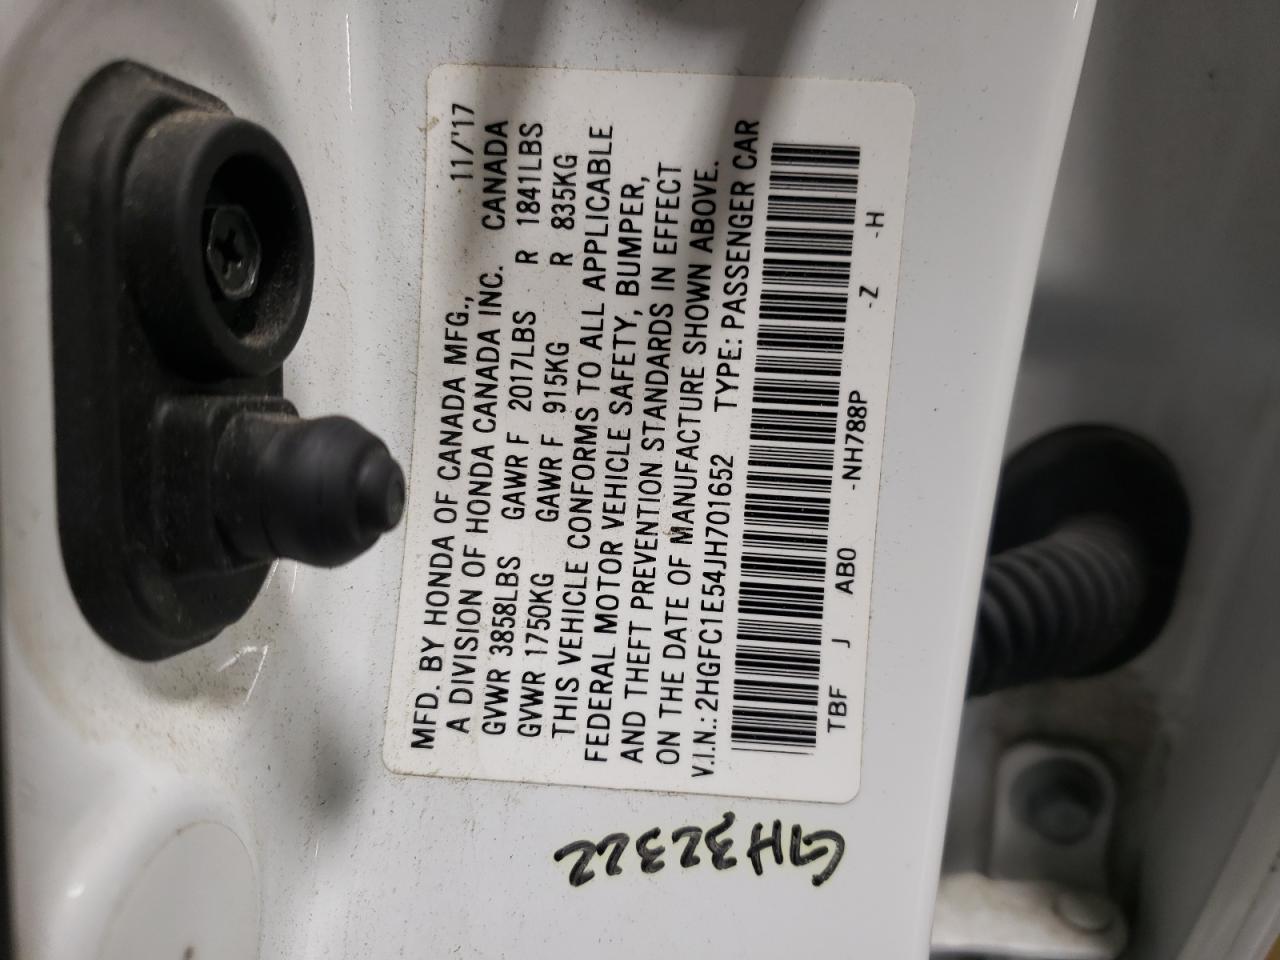 MFD. BY HONDA OF CANADA MFG., 11/'17
A DIVISION OF HONDA CANADA INC. CANADA
GVWR 3858LBS GAWR F 2017LBS R 1841LBS
GVWR 1750KG GAWR F 915KG R 835KG
THIS VEHICLE CONFORMS TO ALL APPLICABLE
FEDERAL MOTOR VEHICLE SAFETY, BUMPER,
AND THEFT PREVENTION STANDARDS IN EFFECT
ON THE DATE OF MANUFACTURE SHOWN ABOVE.
V.I.N.: 2HGFC1E54JH701652 TYPE: PASSENGER CAR
TBF J AB0 -NH788P -Z -H